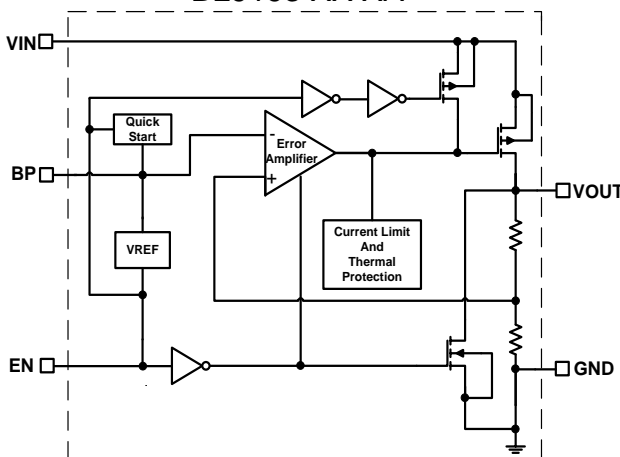 VIN
Quick
Start
-
Error
Amplifier
+
BP
VOUT
VREF
Current Limit
And
Thermal
Protection
EN
GND